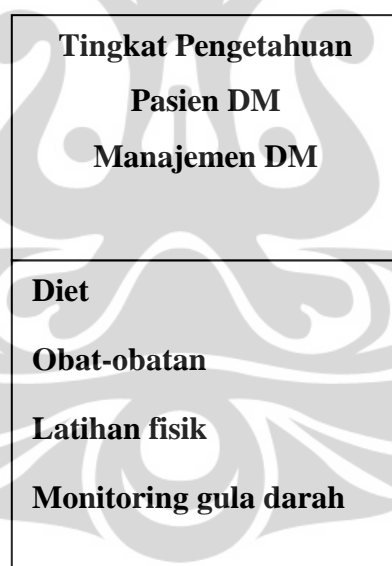 Tingkat Pengetahuan
Pasien DM
Manajemen DM
Diet
Obat-obatan
Latihan fisik
Monitoring gula darah